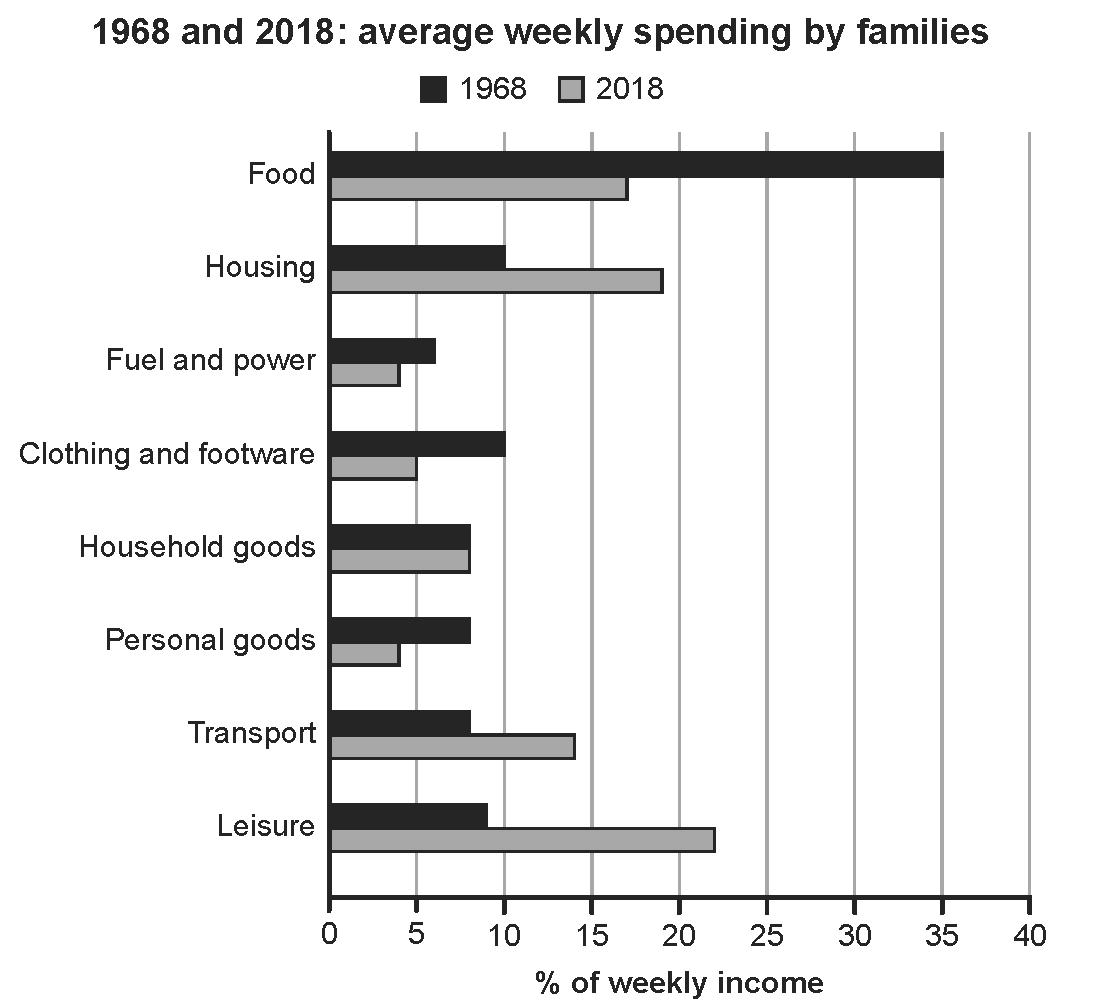 1968 and 2018: average weekly spending by families
1968 2018
Food
Housing
Fuel and power
Clothing and footware
Household goods
Personal goods
Transport
Leisure
0 5 10 15 20 25 30 35 40
% of weekly income